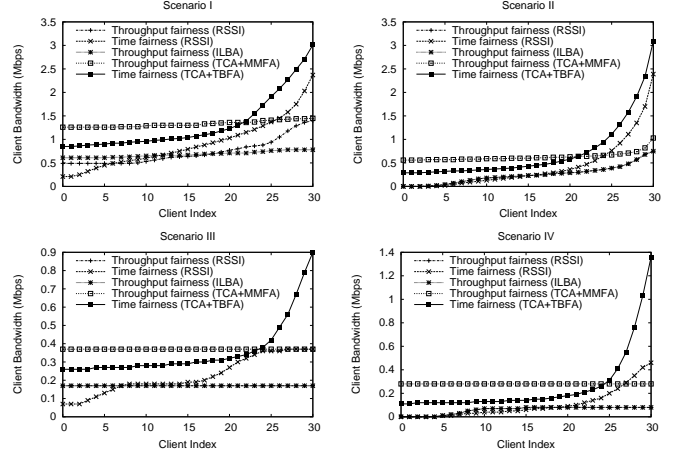 Scenario I
Client Bandwidth (Mbps)
3.5
3
2.5
2
1.5
1
0.5
0
Throughput fairness (RSSI)
Time fairness (RSSI)
Throughput fairness (ILBA)
Throughput fairness (TCA+MMFA)
Time fairness (TCA+TBFA)
0 5 10 15 20 25 30
Client Index
Scenario II
Client Bandwidth (Mbps)
3.5
3
2.5
2
1.5
1
0.5
0
Throughput fairness (RSSI)
Time fairness (RSSI)
Throughput fairness (ILBA)
Throughput fairness (TCA+MMFA)
Time fairness (TCA+TBFA)
0 5 10 15 20 25 30
Client Index
Scenario III
Client Bandwidth (Mbps)
0.9
0.8
0.7
0.6
0.5
0.4
0.3
0.2
0.1
0
Throughput fairness (RSSI)
Time fairness (RSSI)
Throughput fairness (ILBA)
Throughput fairness (TCA+MMFA)
Time fairness (TCA+TBFA)
0 5 10 15 20 25 30
Client Index
Scenario IV
Client Bandwidth (Mbps)
1.4
1.2
1
0.8
0.6
0.4
0.2
0
Throughput fairness (RSSI)
Time fairness (RSSI)
Throughput fairness (ILBA)
Throughput fairness (TCA+MMFA)
Time fairness (TCA+TBFA)
0 5 10 15 20 25 30
Client Index